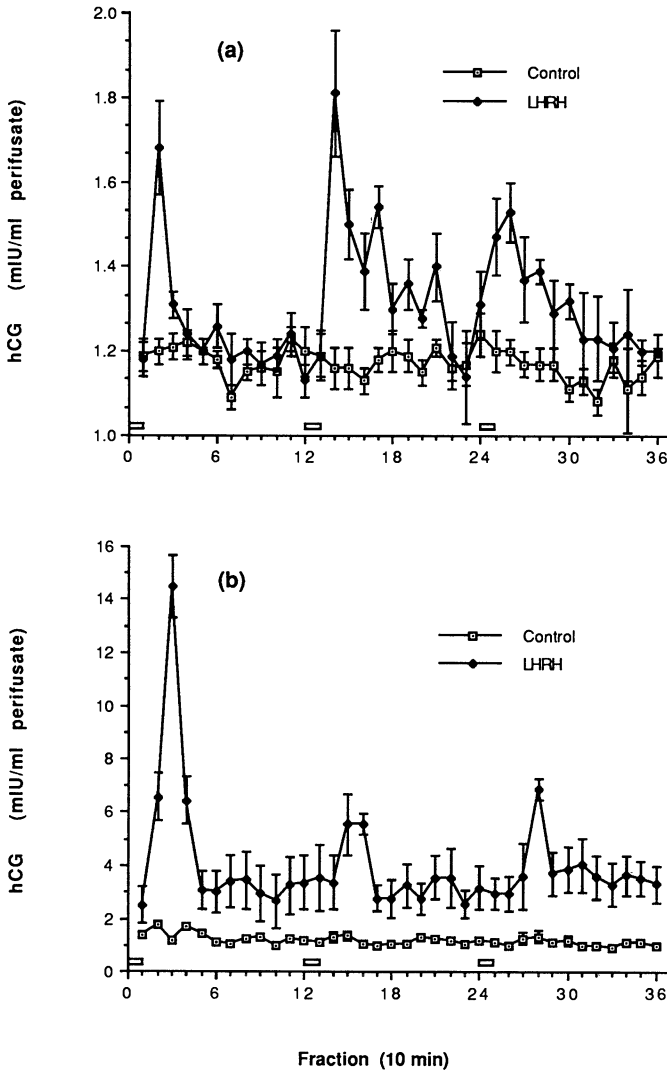 2.0
(a)
Control
LHRH
1.8
1.6
1.4
1.2
1.0
hCG (mIU/ml perifusate)
0 6 12 18 24 30 36
16
(b)
14
Control
LHRH
12
10
8
6
4
2
0
hCG (mIU/ml perifusate)
0 6 12 18 24 30 36
Fraction (10 min)